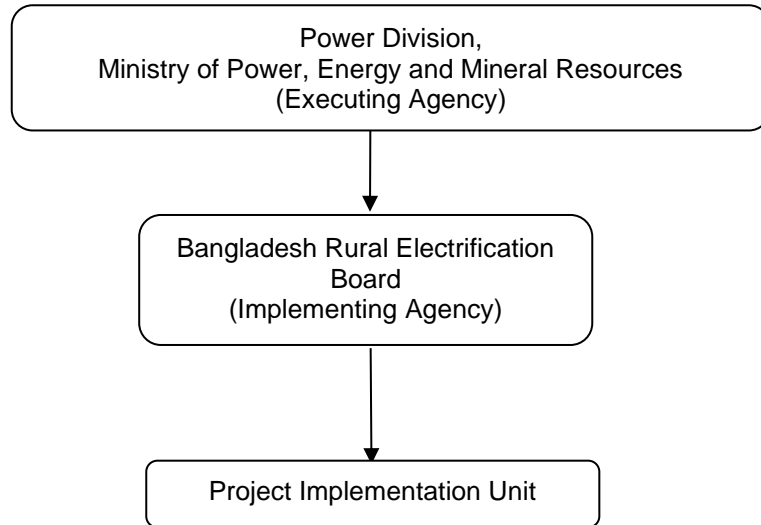 Power Division,
Ministry of Power, Energy and Mineral Resources
(Executing Agency)
Bangladesh Rural Electrification
Board
(Implementing Agency)
Project Implementation Unit